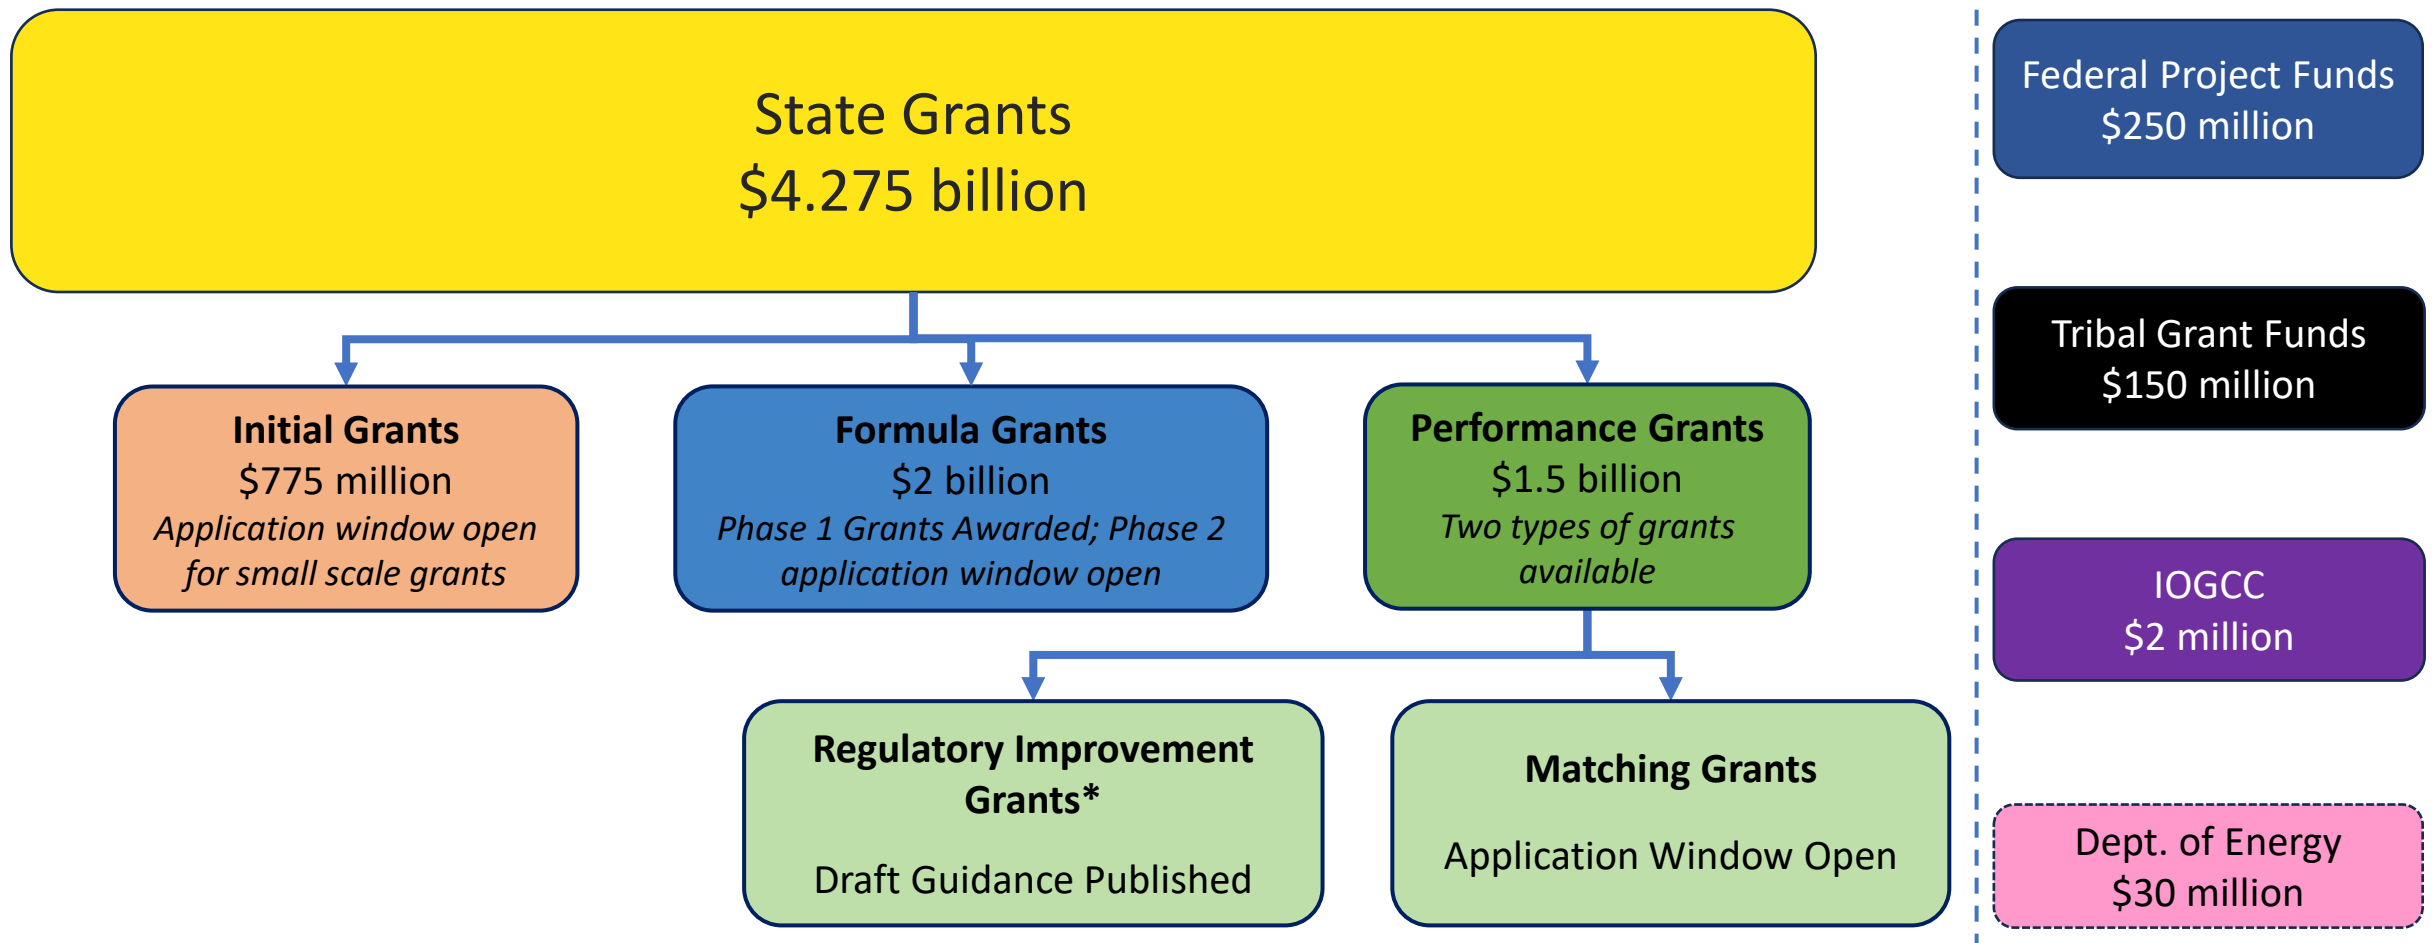 State Grants
$4.275 billion
Initial Grants
$775 million
Application window open
for small scale grants
Formula Grants
$2 billion
Phase 1 Grants Awarded; Phase 2
application window open
Performance Grants
$1.5 billion
Two types of grants
available
Regulatory Improvement
Grants*
Draft Guidance Published
Matching Grants
Application Window Open
Federal Project Funds
$250 million
Tribal Grant Funds
$150 million
IOGCC
$2 million
Dept. of Energy
$30 million